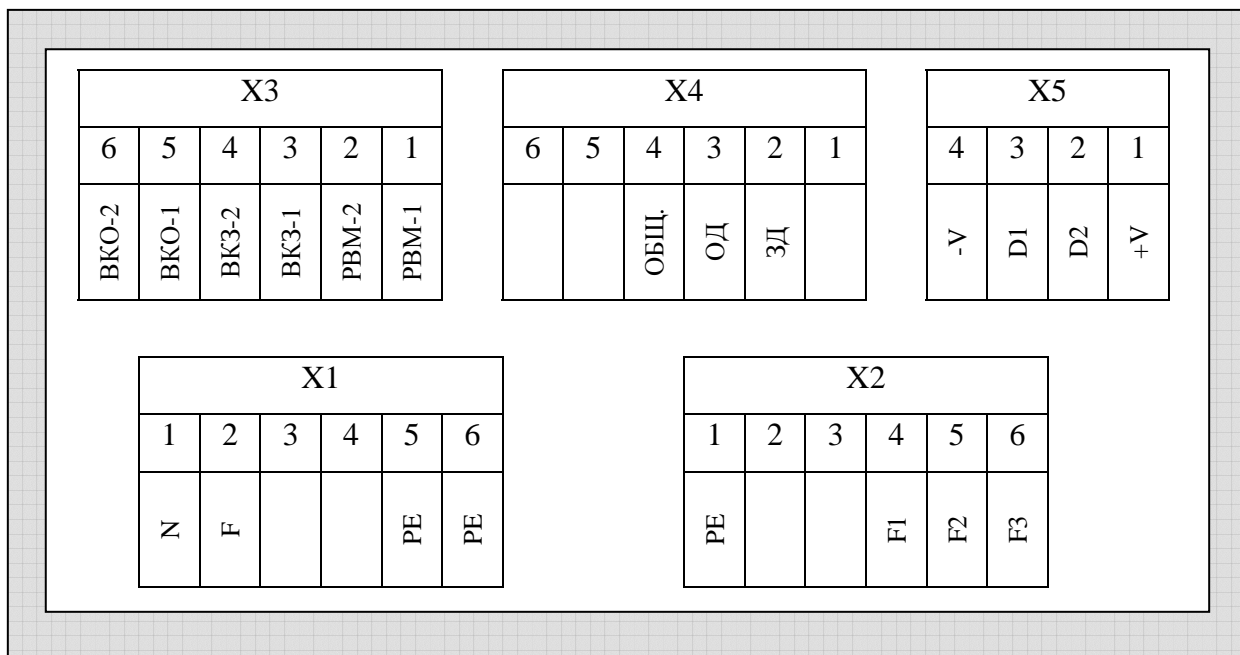 X3 X4 X5
6 5 4 3 2 1 6 5 4 3 2 1 4 3 2 1
ВКО-2 ВКО-1 ВКЗ-2 ВКЗ-1 РВМ-2 РВМ-1 ОБЩ. ОД ЗД -V D1 D2 +V
X1 X2
1 2 3 4 5 6 1 2 3 4 5 6
N F PE PE PE F1 F2 F3